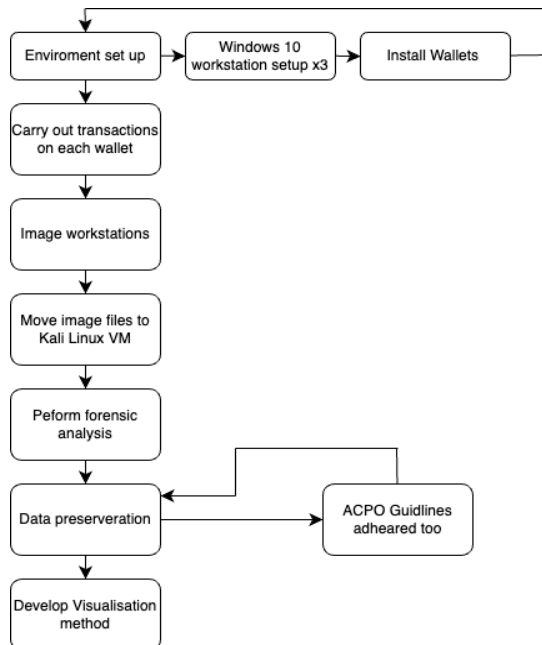 Enviroment set up
Windows 10
workstation setup x3
Install Wallets
Carry out transactions
on each wallet
Image workstations
Move image files to
Kali Linux VM
Peform forensic
analysis
Data preserveration
ACPO Guidlines
adheared too
Develop Visualisation
method